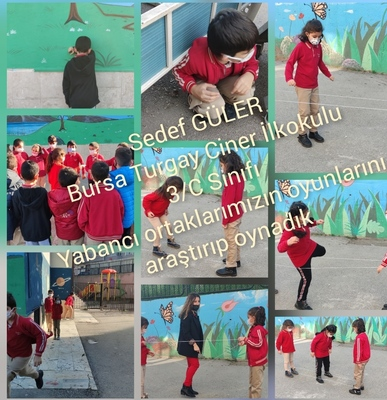 Sedef GÜLER
Bursa Turgay Ciner İlkokulu
3/C Sınıfı
Yabancı ortaklarımızın oyunlarını
araştırıp oynadık